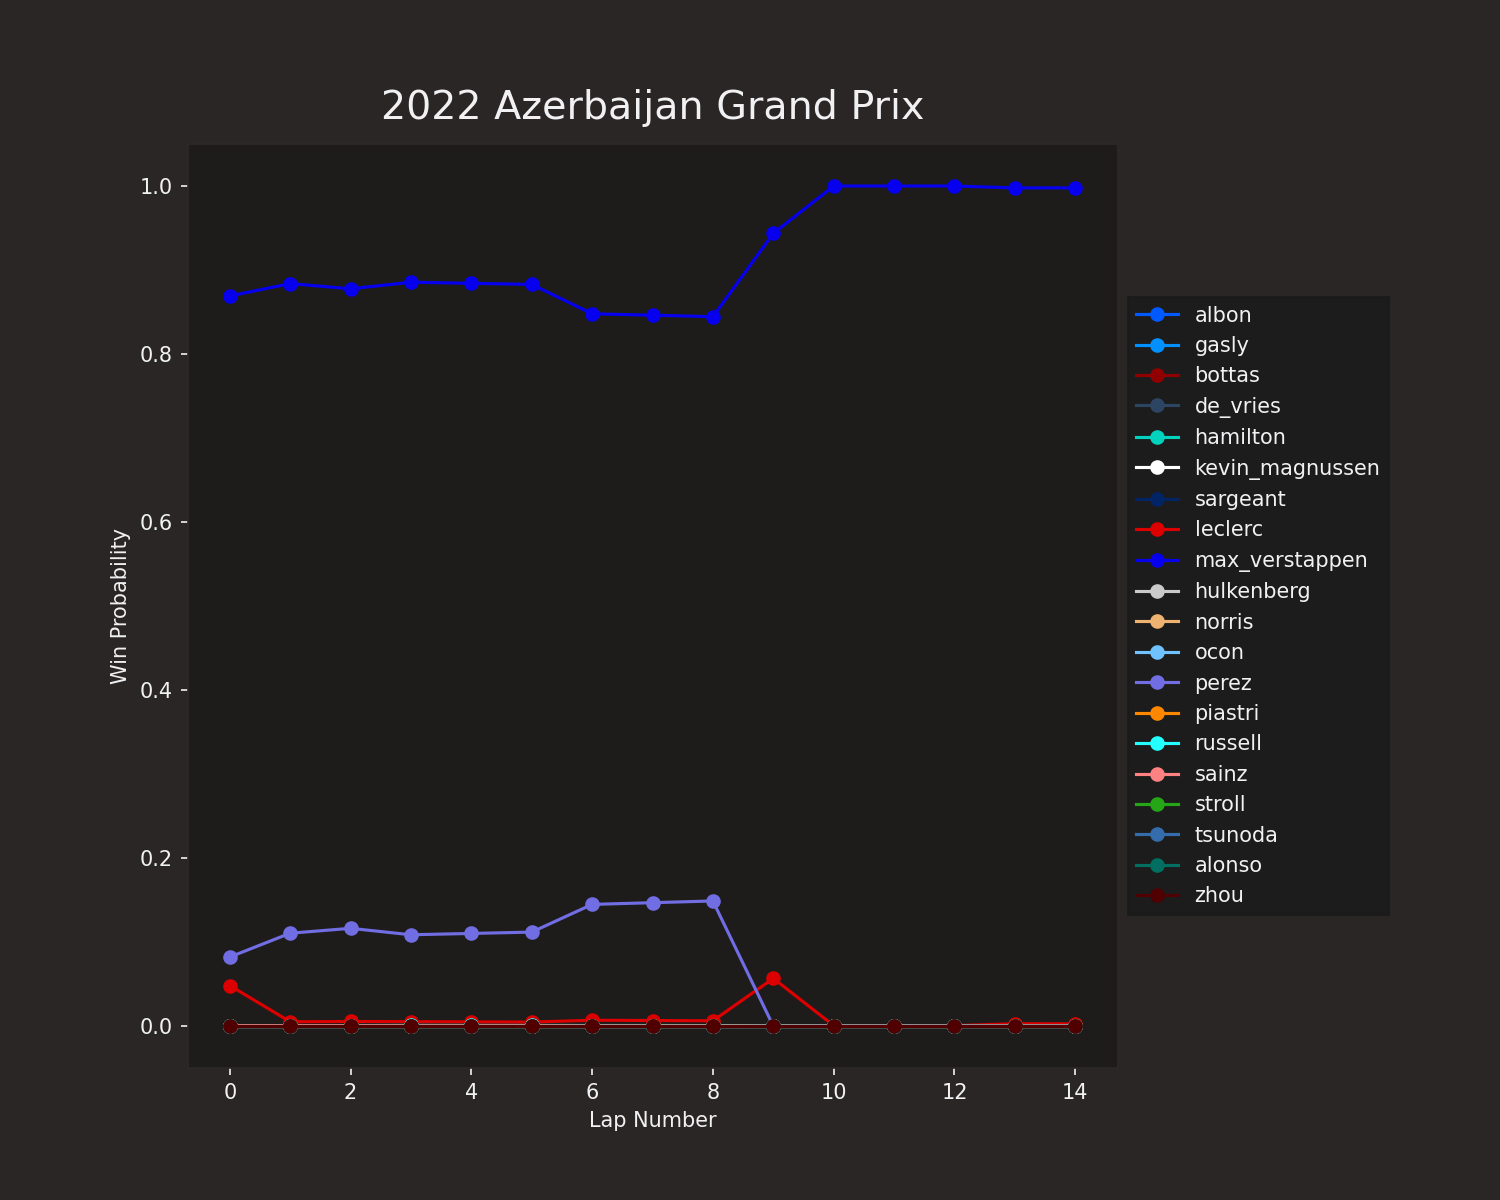 2022 Azerbaijan Grand Prix
1.0
0.8
0.6
0.4
0.2
0.0
Win Probability
0 2 4 6 8 10 12 14
Lap Number
albon
gasly
bottas
de_vries
hamilton
kevin_magnussen
sargeant
leclerc
max_verstappen
hulkenberg
norris
ocon
perez
piastri
russell
sainz
stroll
tsunoda
alonso
zhou